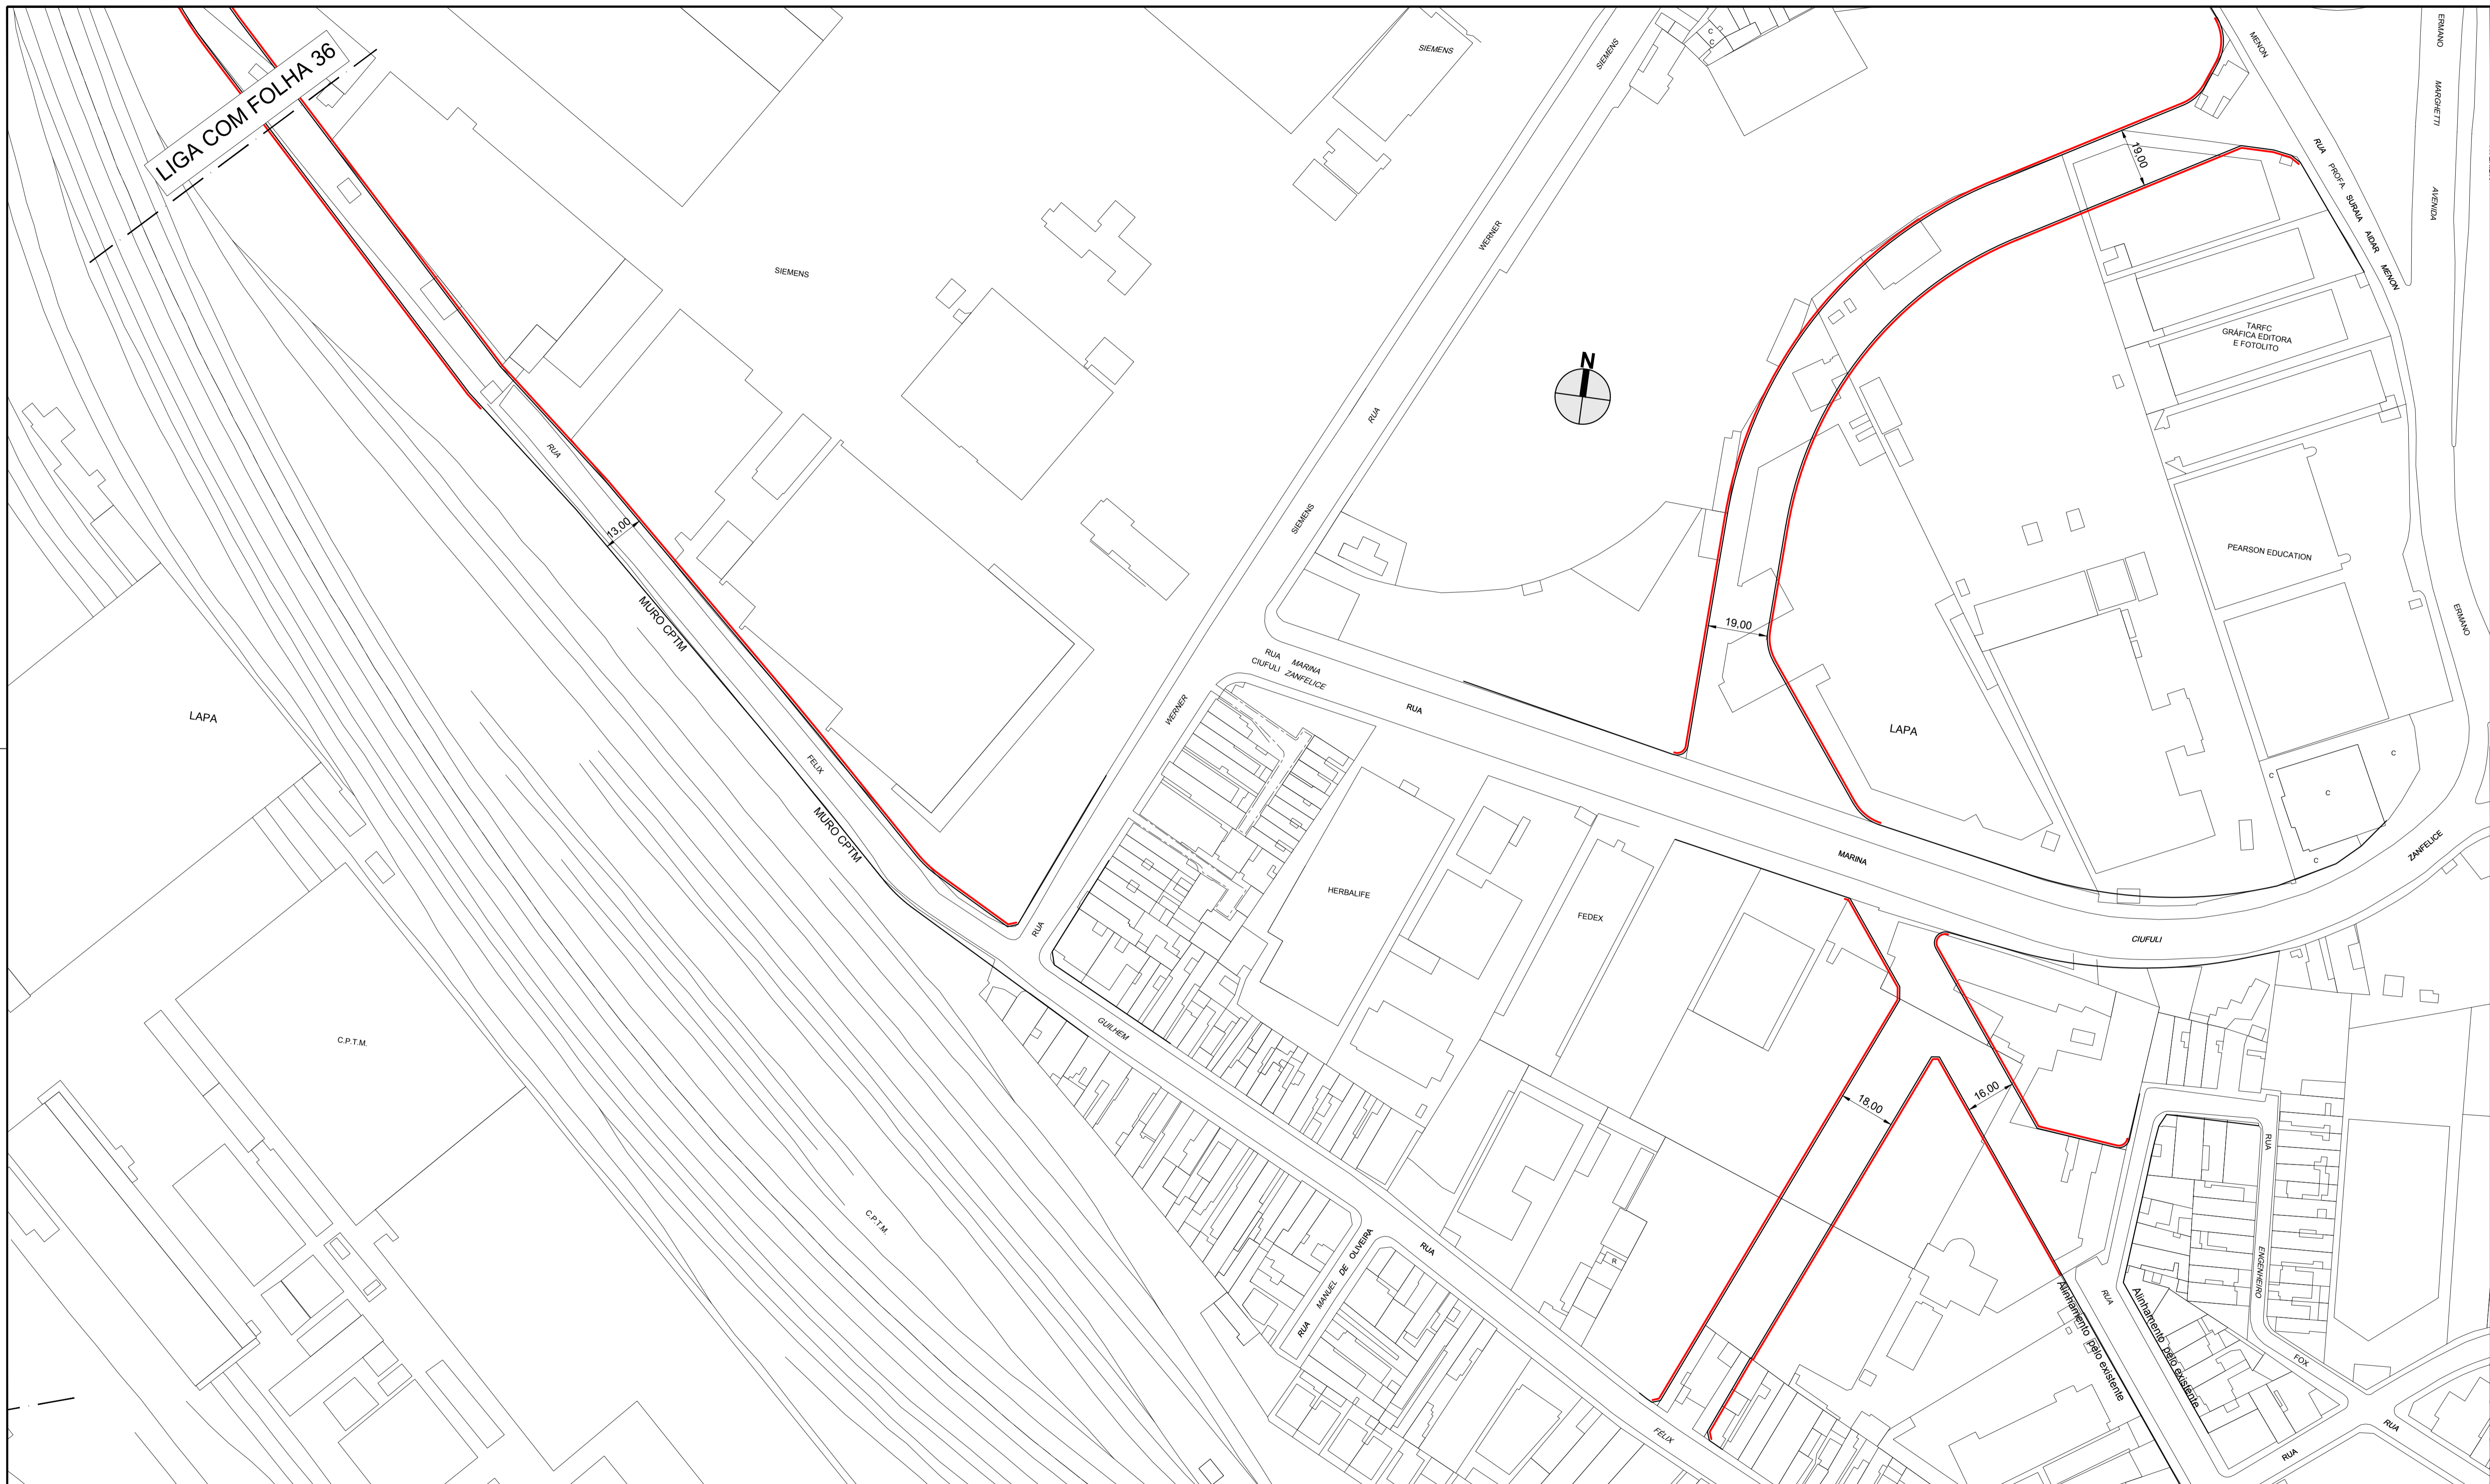 LIGA COM FOLHA 36
SIEMENS
SIEMENS
C
C
SIEMENS
WERNER
RUA
SIEMENS
WERNER
RUA
N
MENON
RUA PROFA. SURAIA AIDAR MENON
ERMANO
MARGHETTI
AVENIDA
19,00
TARFC
GRÁFICA EDITORA
E FOTOLITO
PEARSON EDUCATION
ERMANO
RUA
13,00
MURO CPTM
FELIX
MURO CPTM
LAPA
RUA MARINA
CIUFULI ZANFELICE
RUA
19,00
LAPA
C
C
C
C
ZANFELICE
MARINA
CIUFULI
HERBALIFE
FEDEX
GUILHEM
C.P.T.M.
C.P.T.M.
18,00
16,00
RUA MANUEL DE OLIVEIRA
RUA
R
FÉLIX
RUA
ENGENHEIRO
FOX
RUA
Alinhamento pelo existente
Alinhamento pelo existente
RUA
RUA